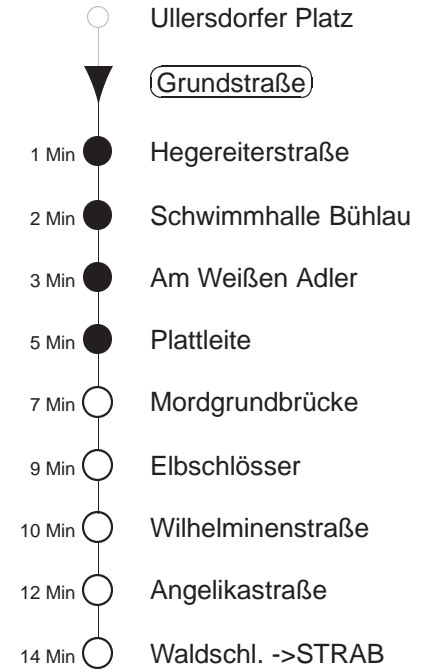 Ullersdorfer Platz
Grundstraße
1 Min Hegereiterstraße
2 Min Schwimmhalle Bühlau
3 Min Am Weißen Adler
5 Min Plattleite
7 Min Mordgrundbrücke
9 Min Elbschlösser
10 Min Wilhelminenstraße
12 Min Angelikastraße
14 Min Waldschl. ->STRAB